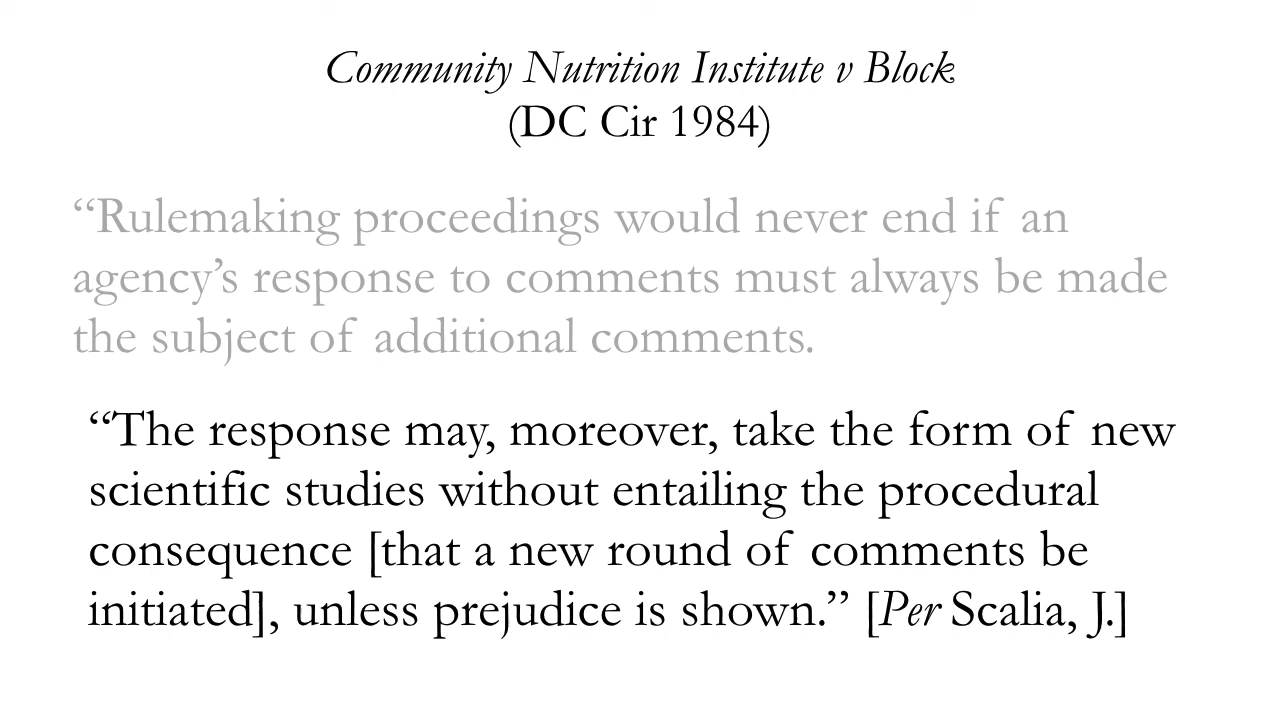 Community Nutrition Institute v Block
(DC Cir 1984)
“Rulemaking proceedings would never end if an
agency’s response to comments must always be made
the subject of additional comments.
“The response may, moreover, take the form of new
scientific studies without entailing the procedural
consequence [that a new round of comments be
initiated], unless prejudice is shown.” [Per Scalia, J.]